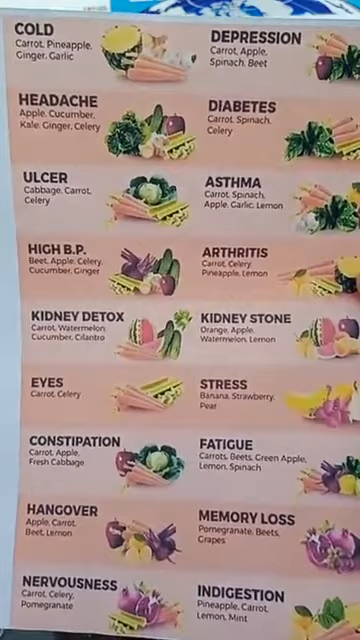 COLD
Carrot, Pineapple,
Ginger, Garlic
DEPRESSION
Carrot, Apple,
Spinach, Beet
HEADACHE
Apple, Cucumber,
Kale, Ginger, Celery
DIABETES
Carrot, Spinach,
Celery
ULCER
Cabbage, Carrot,
Celery
ASTHMA
Carrot, Spinach,
Apple, Garlic, Lemon
HIGH B.P.
Beet, Apple, Celery,
Cucumber, Ginger
ARTHRITIS
Carrot, Celery,
Pineapple, Lemon
KIDNEY DETOX
Carrot, Watermelon,
Cucumber, Cilantro
KIDNEY STONE
Orange, Apple,
Watermelon, Lemon
EYES
Carrot, Celery
STRESS
Banana, Strawberry,
Pear
CONSTIPATION
Carrot, Apple,
Fresh Cabbage
FATIGUE
Carrots, Beets, Green Apple,
Lemon, Spinach
HANGOVER
Apple, Carrot,
Beet, Lemon
MEMORY LOSS
Pomegranate, Beets,
Grapes
NERVOUSNESS
Carrot, Celery,
Pomegranate
INDIGESTION
Pineapple, Carrot,
Lemon, Mint